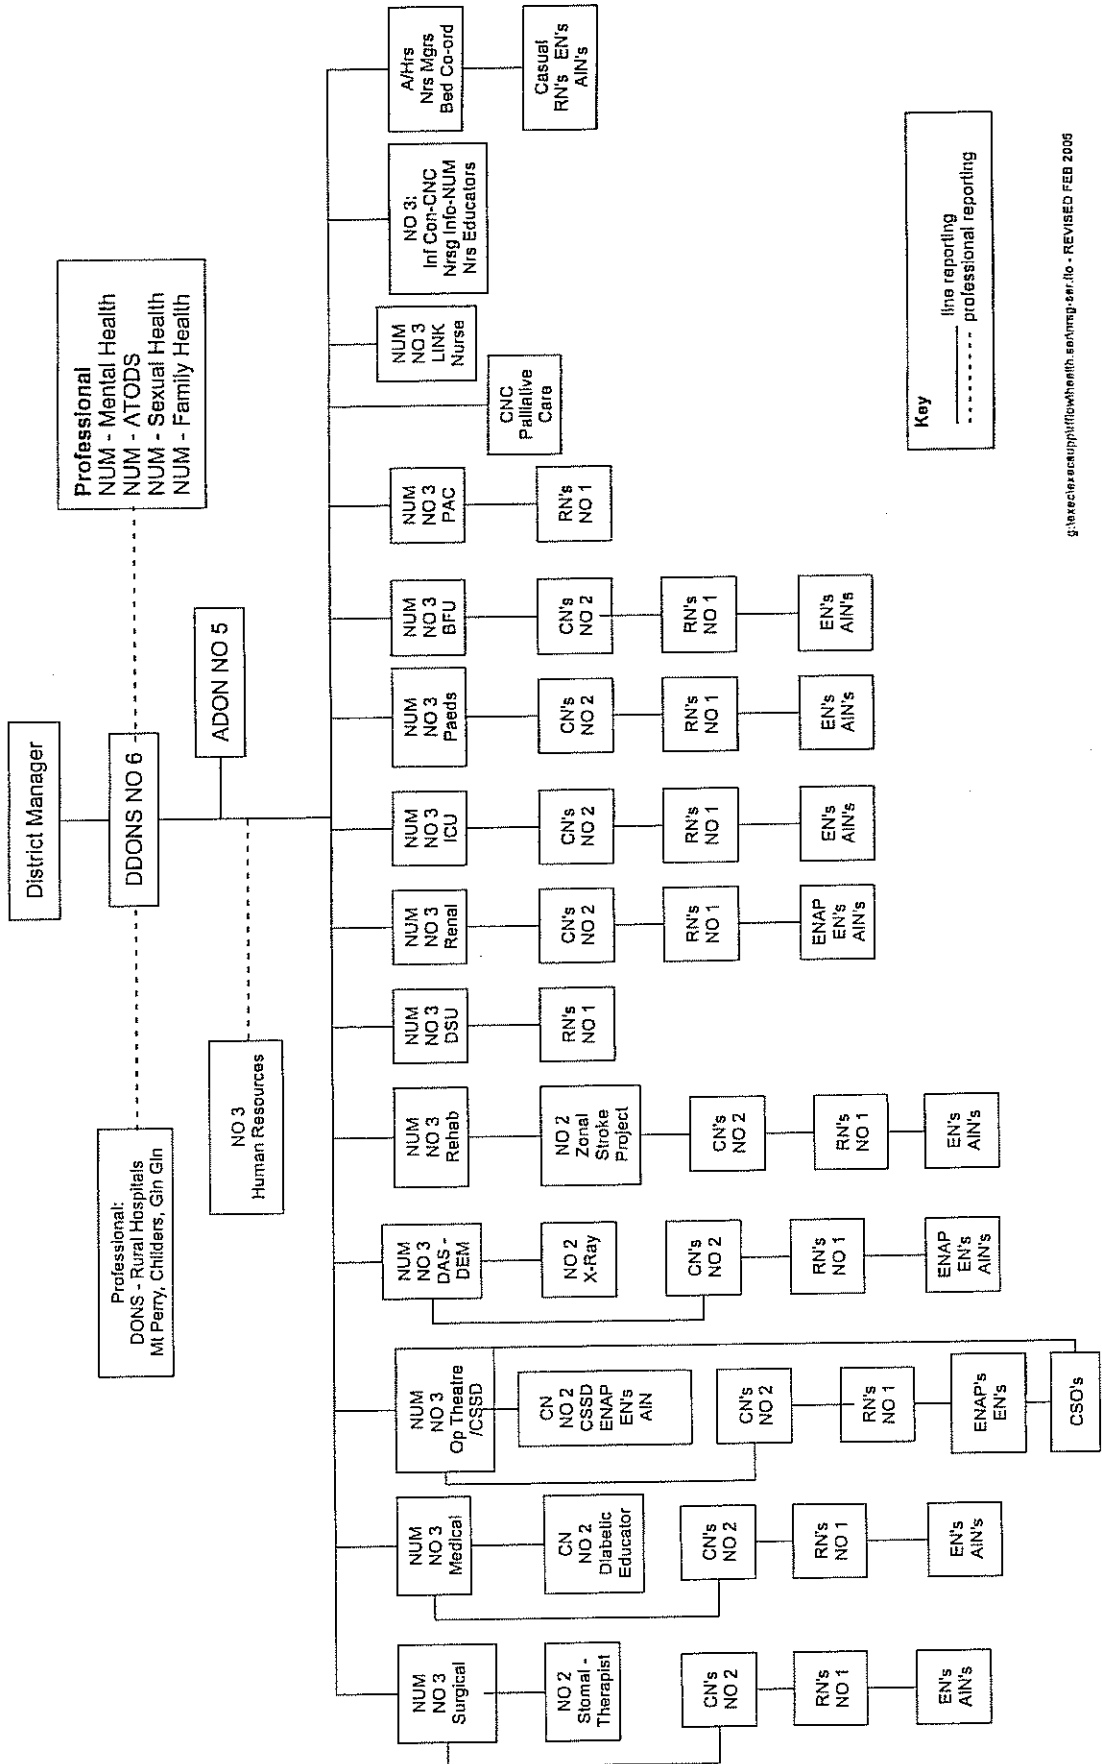 District Manager
DDONS NO 6
Professional:
DONS - Rural Hospitals
Mt Perry, Childers, Gin Gin
Professional
NUM - Mental Health
NUM - ATODS
NUM - Sexual Health
NUM - Family Health
ADON NO 5
NO 3
Human Resources
NUM
NO 3
Surgical
NO 2
Stomal -
Therapist
CN's
NO 2
RN's
NO 1
EN's
AIN's
NUM
NO 3
Medical
CN
NO 2
Diabetic
Educator
CN's
NO 2
RN's
NO 1
EN's
AIN's
NUM
NO 3
Op Theatre
/CSSD
CN
NO 2
CSSD
ENAP
EN's
AIN
CN's
NO 2
RN's
NO 1
ENAP's
EN's
CSO's
NUM
NO 3
DAS -
DEM
NO 2
X-Ray
CN's
NO 2
RN's
NO 1
ENAP
EN's
AIN's
NUM
NO 3
Rehab
NO 2
Zonal
Stroke
Project
CN's
NO 2
RN's
NO 1
EN's
AIN's
NUM
NO 3
DSU
RN's
NO 1
NUM
NO 3
Renal
CN's
NO 2
RN's
NO 1
ENAP
EN's
AIN's
NUM
NO 3
ICU
CN's
NO 2
RN's
NO 1
EN's
AIN's
NUM
NO 3
Paeds
CN's
NO 2
RN's
NO 1
EN's
AIN's
NUM
NO 3
BFU
CN's
NO 2
RN's
NO 1
EN's
AIN's
NUM
NO 3
PAC
RN's
NO 1
CNC
Palliative
Care
NUM
NO 3
LINK
Nurse
NO 3:
Inf Con-CNC
Nrsg Info-NUM
Nrs Educators
A/Hrs
Nrs Mgrs
Bed Co-ord
Casual
RN's EN's
AIN's
Key
line reporting
professional reporting
- REVISED FEB 2005